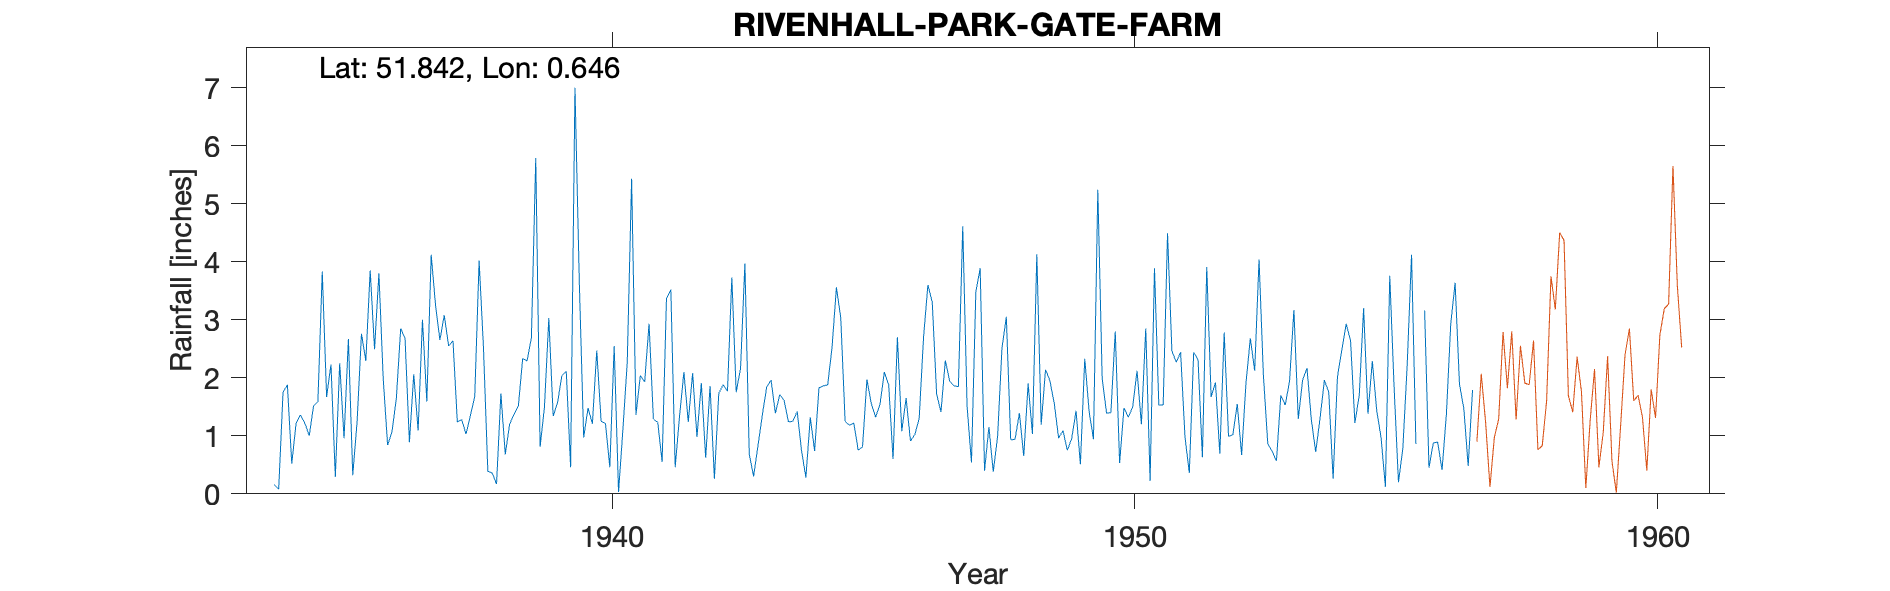 RIVENHALL-PARK-GATE-FARM
Lat: 51.842, Lon: 0.646
7
6
5
4
3
2
1
0
Rainfall [inches]
1940 1950 1960
Year